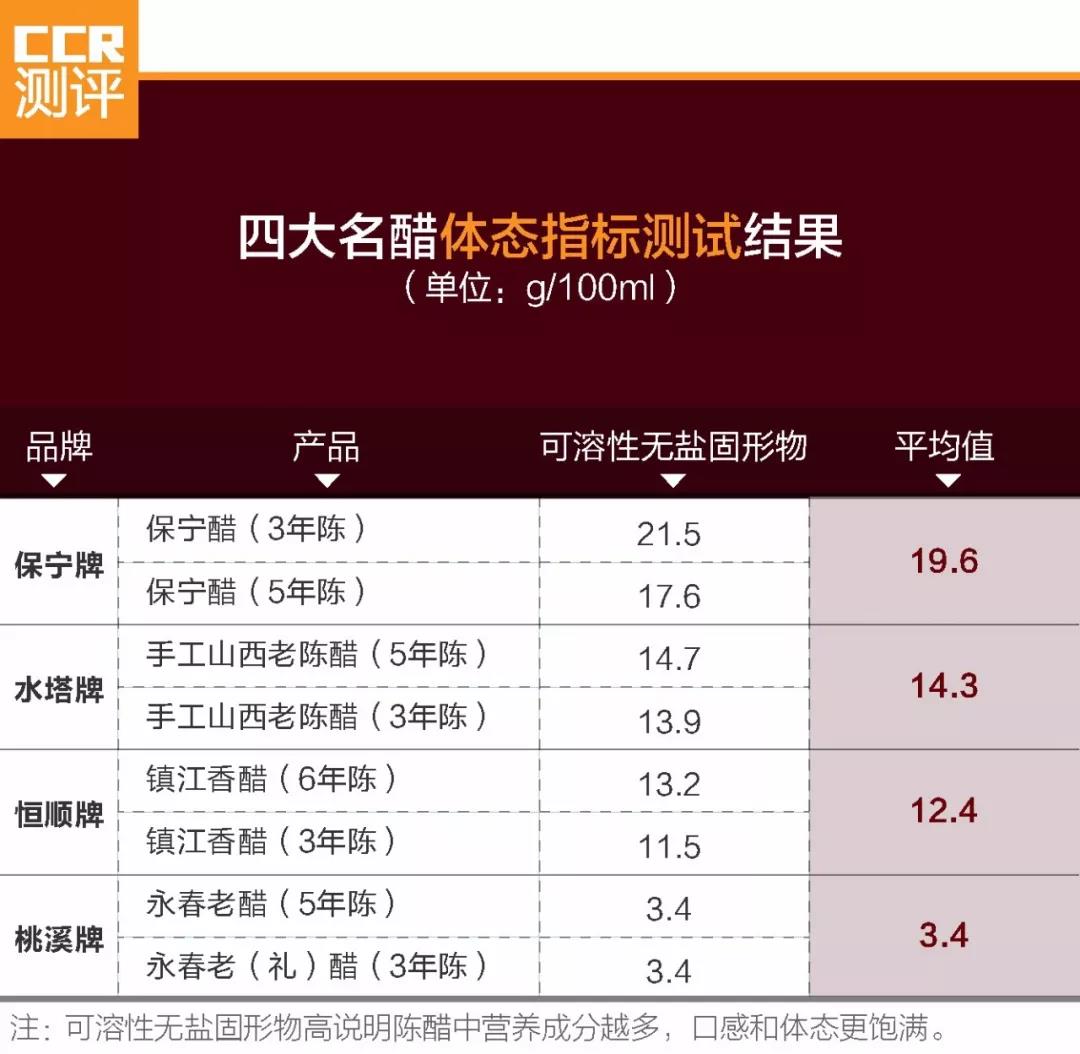 CCR
测评
四大名醋体态指标测试结果
（单位：g/100ml）
品牌 产品 可溶性无盐固形物 平均值
保宁牌 保宁醋（3年陈） 21.5 19.6
保宁醋（5年陈） 17.6
水塔牌 手工山西老陈醋（5年陈） 14.7 14.3
手工山西老陈醋（3年陈） 13.9
恒顺牌 镇江香醋（6年陈） 13.2 12.4
镇江香醋（3年陈） 11.5
桃溪牌 永春老醋（5年陈） 3.4 3.4
永春老（礼）醋（3年陈） 3.4
注：可溶性无盐固形物高说明陈醋中营养成分越多，口感和体态更饱满。